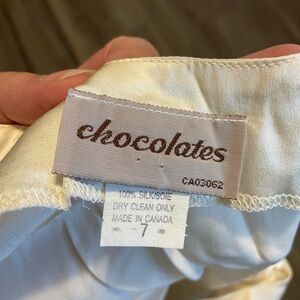 chocolates
CA03062
100% SILK/SOIE
DRY CLEAN ONLY
MADE IN CANADA
- 7 -